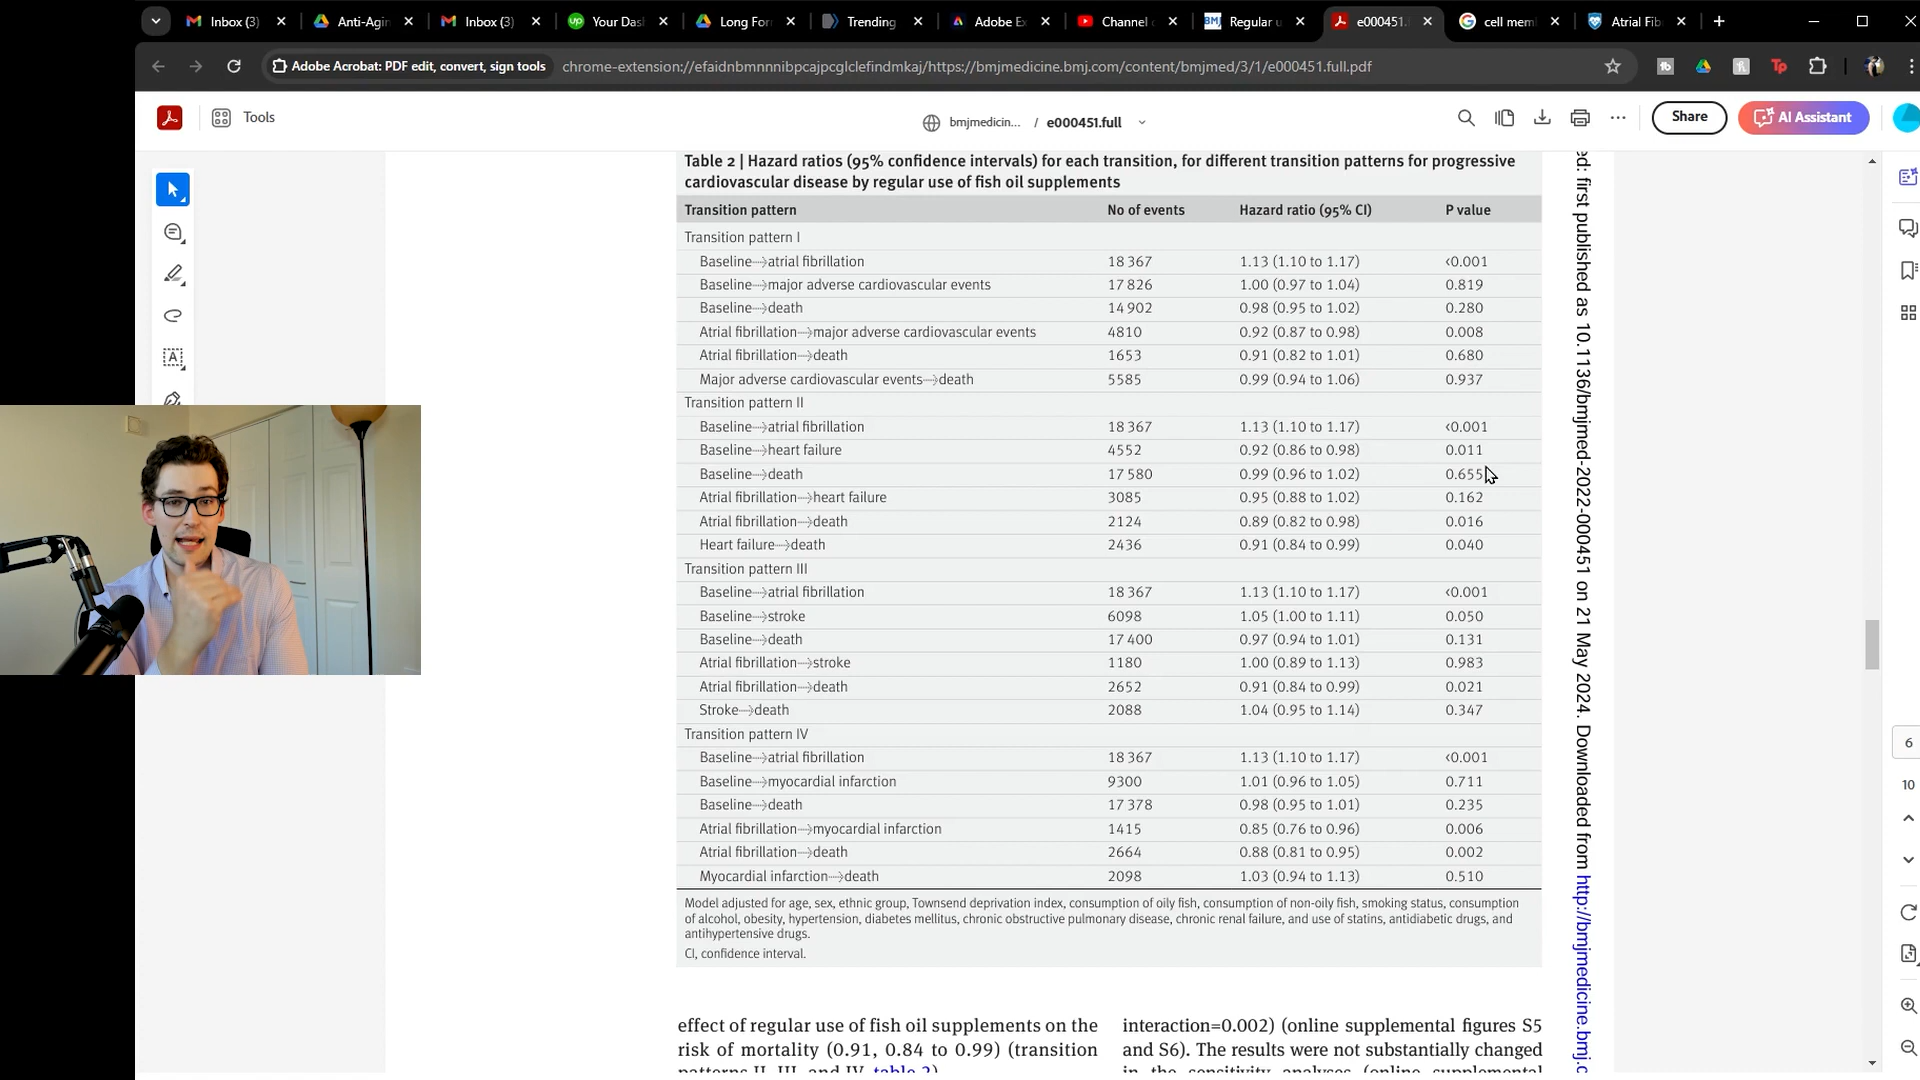 Inbox (3)
Anti-Agin
Inbox (3)
Your Das
Long For
Trending
Adobe Ex
Channel
BMJ Regular u
e000451.
cell mem
Atrial Fib
Adobe Acrobat: PDF edit, convert, sign tools
chrome-extension://efaidnbmnnnibpcajpcglclefindmkaj/https://bmjmedicine.bmj.com/content/bmjmed/3/1/e000451.full.pdf
Tools
bmjmedicin... / e000451.full
Share
AI Assistant
Table 2 | Hazard ratios (95% confidence intervals) for each transition, for different transition patterns for progressive
cardiovascular disease by regular use of fish oil supplements
Transition pattern No of events Hazard ratio (95% CI) P value
Transition pattern I
Baseline→atrial fibrillation 18 367 1.13 (1.10 to 1.17) <0.001
Baseline→major adverse cardiovascular events 17 826 1.00 (0.97 to 1.04) 0.819
Baseline→death 14 902 0.98 (0.95 to 1.02) 0.280
Atrial fibrillation→major adverse cardiovascular events 4810 0.92 (0.87 to 0.98) 0.008
Atrial fibrillation→death 1653 0.91 (0.82 to 1.01) 0.680
Major adverse cardiovascular events→death 5585 0.99 (0.94 to 1.06) 0.937
Transition pattern II
Baseline→atrial fibrillation 18 367 1.13 (1.10 to 1.17) <0.001
Baseline→heart failure 4552 0.92 (0.86 to 0.98) 0.011
Baseline→death 17 580 0.99 (0.96 to 1.02) 0.655
Atrial fibrillation→heart failure 3085 0.95 (0.88 to 1.02) 0.162
Atrial fibrillation→death 2124 0.89 (0.82 to 0.98) 0.016
Heart failure→death 2436 0.91 (0.84 to 0.99) 0.040
Transition pattern III
Baseline→atrial fibrillation 18 367 1.13 (1.10 to 1.17) <0.001
Baseline→stroke 6098 1.05 (1.00 to 1.11) 0.050
Baseline→death 17 400 0.97 (0.94 to 1.01) 0.131
Atrial fibrillation→stroke 1180 1.00 (0.89 to 1.13) 0.983
Atrial fibrillation→death 2652 0.91 (0.84 to 0.99) 0.021
Stroke→death 2088 1.04 (0.95 to 1.14) 0.347
Transition pattern IV
Baseline→atrial fibrillation 18 367 1.13 (1.10 to 1.17) <0.001
Baseline→myocardial infarction 9300 1.01 (0.96 to 1.05) 0.711
Baseline→death 17 378 0.98 (0.95 to 1.01) 0.235
Atrial fibrillation→myocardial infarction 1415 0.85 (0.76 to 0.96) 0.006
Atrial fibrillation→death 2664 0.88 (0.81 to 0.95) 0.002
Myocardial infarction→death 2098 1.03 (0.94 to 1.13) 0.510
Model adjusted for age, sex, ethnic group, Townsend deprivation index, consumption of oily fish, consumption of non-oily fish, smoking status, consumption
of alcohol, obesity, hypertension, diabetes mellitus, chronic obstructive pulmonary disease, chronic renal failure, and use of statins, antidiabetic drugs, and
antihypertensive drugs.
CI, confidence interval.
effect of regular use of fish oil supplements on the
risk of mortality (0.91, 0.84 to 0.99) (transition
patterns II, III, and IV, table 2).
interaction=0.002) (online supplemental figures S5
and S6). The results were not substantially changed
in the sensitivity analyses (online supplemental
ed: first published as 10.1136/bmjmed-2022-000451 on 21 May 2024. Downloaded from http://bmjmedicine.bmj.c
6
10